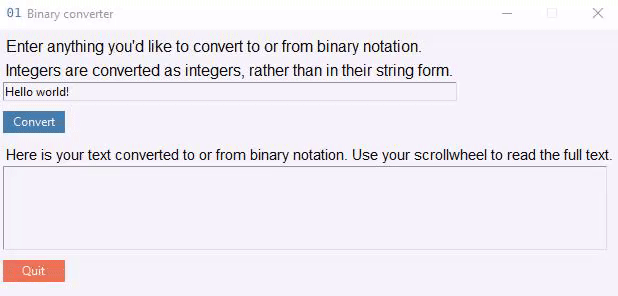 01 Binary converter
Enter anything you'd like to convert to or from binary notation.
Integers are converted as integers, rather than in their string form.
Hello world!
Convert
Here is your text converted to or from binary notation. Use your scrollwheel to read the full text.
Quit